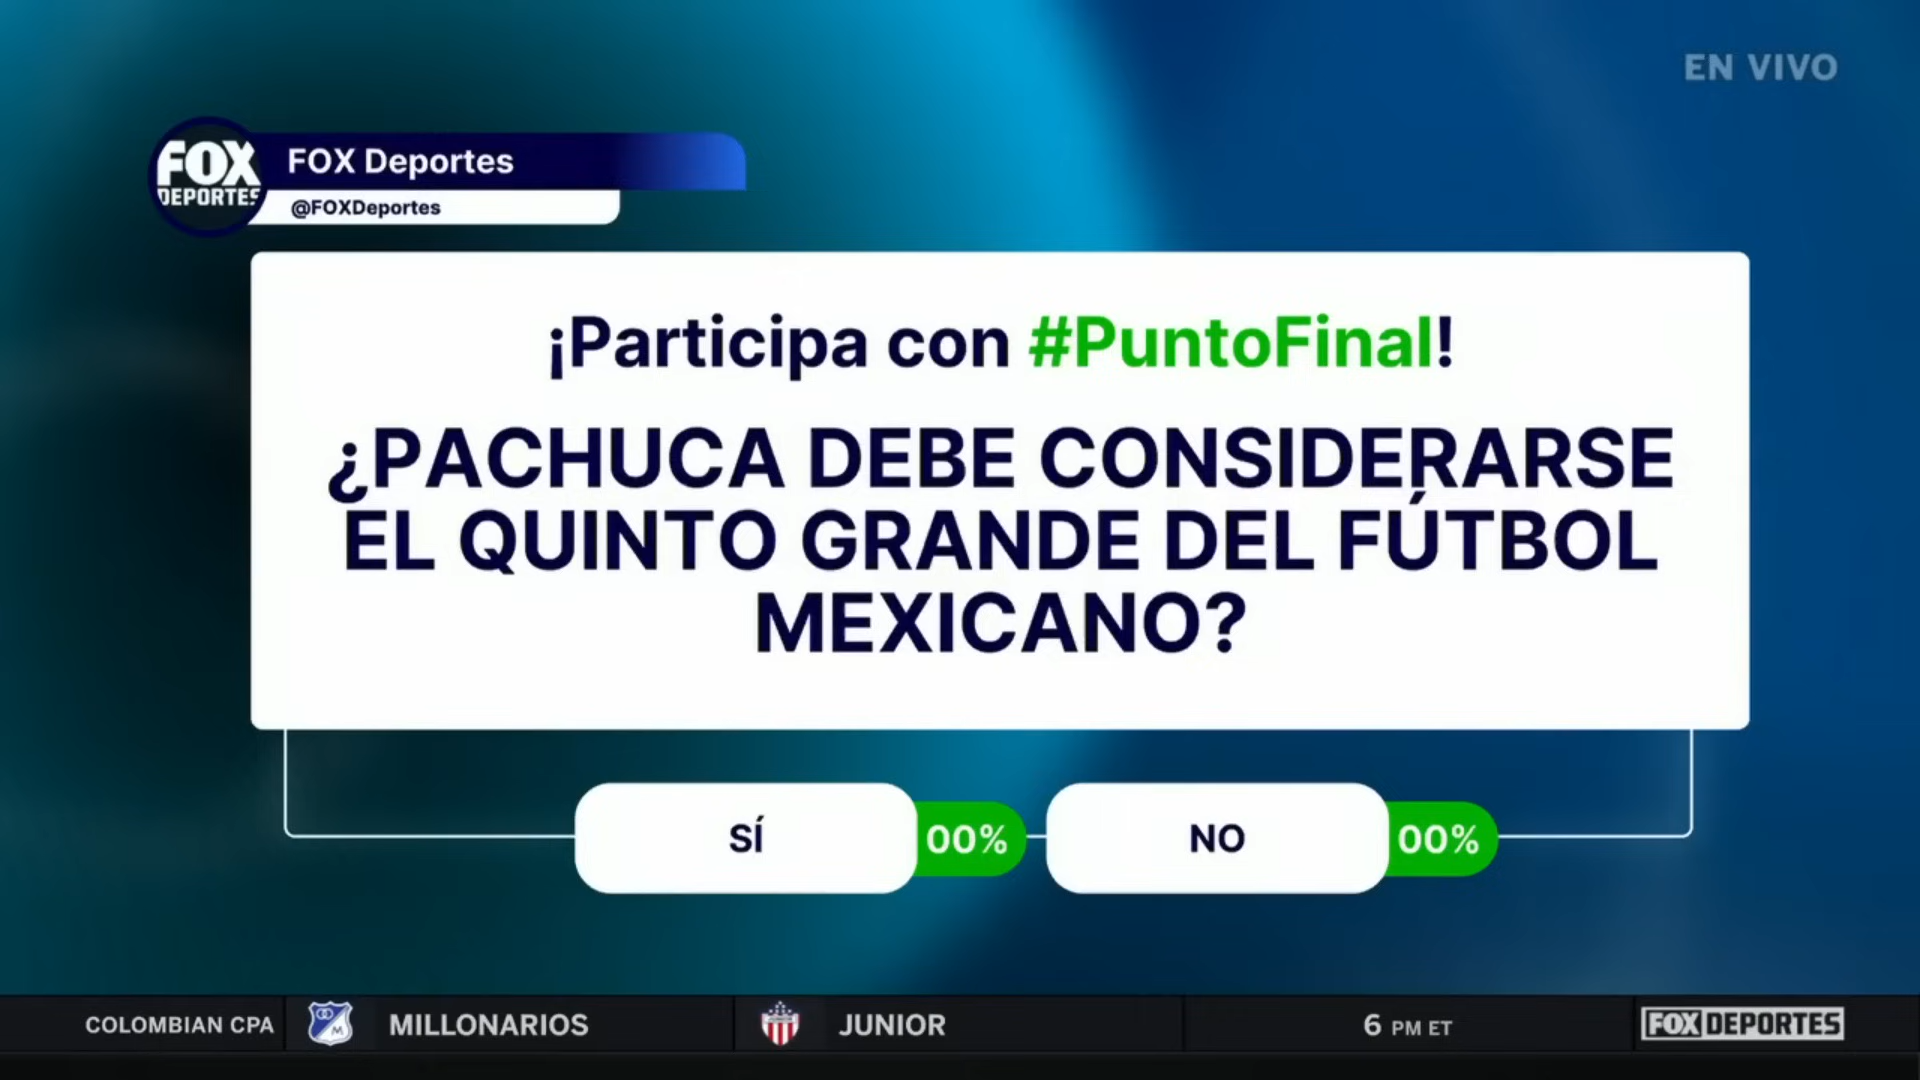 EN VIVO
FOX
DEPORTES
FOX Deportes
@FOXDeportes
¡Participa con #PuntoFinal!
¿PACHUCA DEBE CONSIDERARSE
EL QUINTO GRANDE DEL FÚTBOL
MEXICANO?
SÍ 00% NO 00%
COLOMBIAN CPA MILLONARIOS JUNIOR 6 PM ET FOX DEPORTES